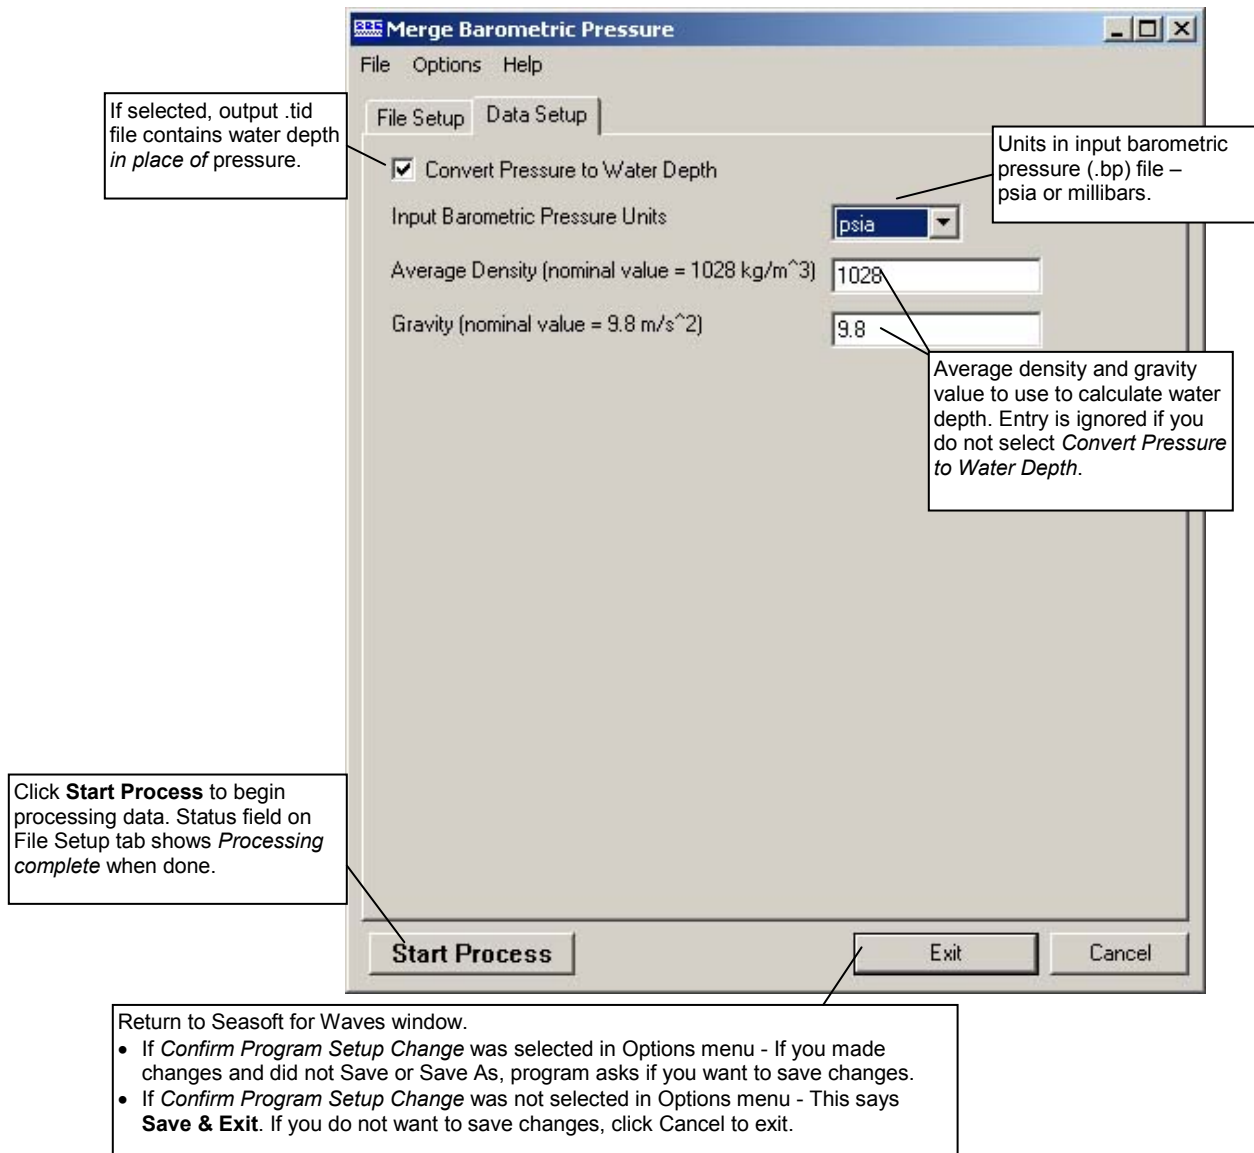 Merge Barometric Pressure
File Options Help
File Setup Data Setup
If selected, output .tid
file contains water depth
in place of pressure.
Convert Pressure to Water Depth
Units in input barometric
pressure (.bp) file –
psia or millibars.
Input Barometric Pressure Units
psia
Average Density (nominal value = 1028 kg/m^3)
1028
Gravity (nominal value = 9.8 m/s^2)
9.8
Average density and gravity
value to use to calculate water
depth. Entry is ignored if you
do not select Convert Pressure
to Water Depth.
Click Start Process to begin
processing data. Status field on
File Setup tab shows Processing
complete when done.
Start Process
Exit
Cancel
Return to Seasoft for Waves window.
• If Confirm Program Setup Change was selected in Options menu - If you made
changes and did not Save or Save As, program asks if you want to save changes.
• If Confirm Program Setup Change was not selected in Options menu - This says
Save & Exit. If you do not want to save changes, click Cancel to exit.